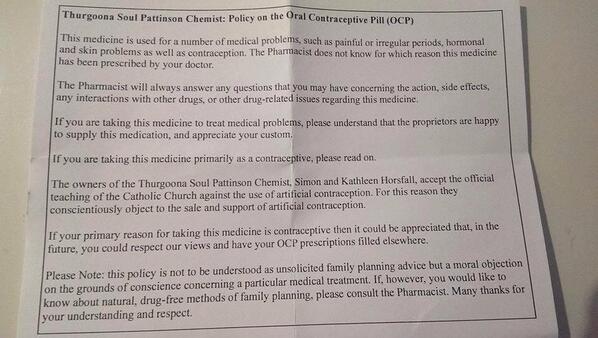 Thurgoona Soul Pattinson Chemist: Policy on the Oral Contraceptive Pill (OCP)
This medicine is used for a number of medical problems, such as painful or irregular periods, hormonal
and skin problems as well as contraception. The Pharmacist does not know for which reason this medicine
has been prescribed by your doctor.
The Pharmacist will always answer any questions that you may have concerning the action, side effects,
any interactions with other drugs, or other drug-related issues regarding this medicine.
If you are taking this medicine to treat medical problems, please understand that the proprietors are happy
to supply this medication, and appreciate your custom.
If you are taking this medicine primarily as a contraceptive, please read on.
The owners of the Thurgoona Soul Pattinson Chemist, Simon and Kathleen Horsfall, accept the official
teaching of the Catholic Church against the use of artificial contraception. For this reason they
conscientiously object to the sale and support of artificial contraception.
If your primary reason for taking this medicine is contraceptive then it could be appreciated that, in the
future, you could respect our views and have your OCP prescriptions filled elsewhere.
Please Note: this policy is not to be understood as unsolicited family planning advice but a moral objection
on the grounds of conscience concerning a particular medical treatment. If, however, you would like to
know about natural, drug-free methods of family planning, please consult the Pharmacist. Many thanks for
your understanding and respect.